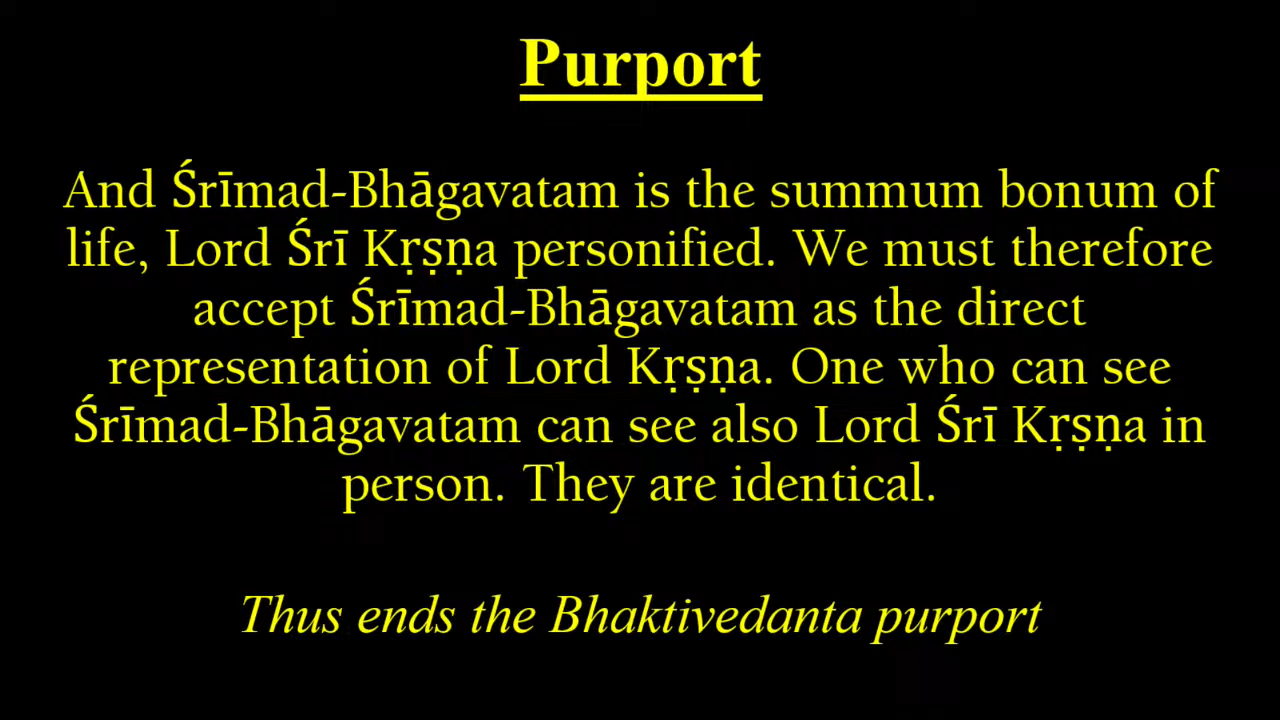 Purport
And Śrīmad-Bhāgavatam is the summum bonum of
life, Lord Śrī Kṛṣṇa personified. We must therefore
accept Śrīmad-Bhāgavatam as the direct
representation of Lord Kṛṣṇa. One who can see
Śrīmad-Bhāgavatam can see also Lord Śrī Kṛṣṇa in
person. They are identical.
Thus ends the Bhaktivedanta purport